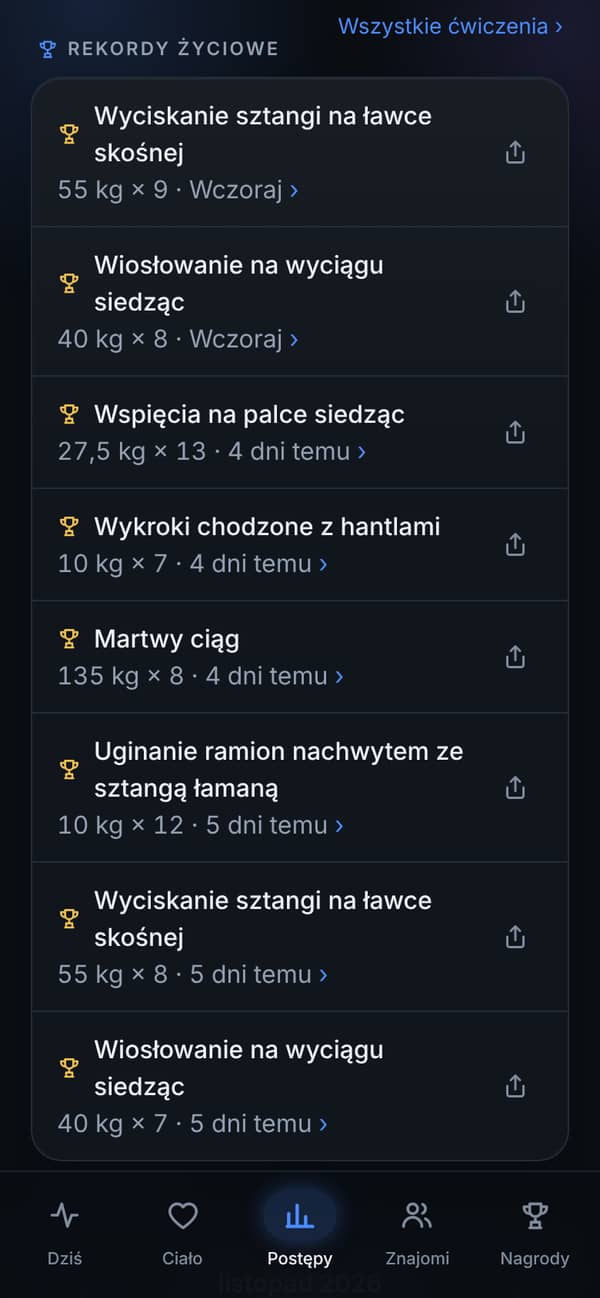 Wszystkie ćwiczenia ›
REKORDY ŻYCIOWE
Wyciskanie sztangi na ławce
skośnej
55 kg × 9 · Wczoraj ›
Wiosłowanie na wyciągu
siedząc
40 kg × 8 · Wczoraj ›
Wspięcia na palce siedząc
27,5 kg × 13 · 4 dni temu ›
Wykroki chodzone z hantlami
10 kg × 7 · 4 dni temu ›
Martwy ciąg
135 kg × 8 · 4 dni temu ›
Uginanie ramion nachwytem ze
sztangą łamaną
10 kg × 12 · 5 dni temu ›
Wyciskanie sztangi na ławce
skośnej
55 kg × 8 · 5 dni temu ›
Wiosłowanie na wyciągu
siedząc
40 kg × 7 · 5 dni temu ›
Dziś
Ciało
Postępy
Znajomi
Nagrody
listopad 2026